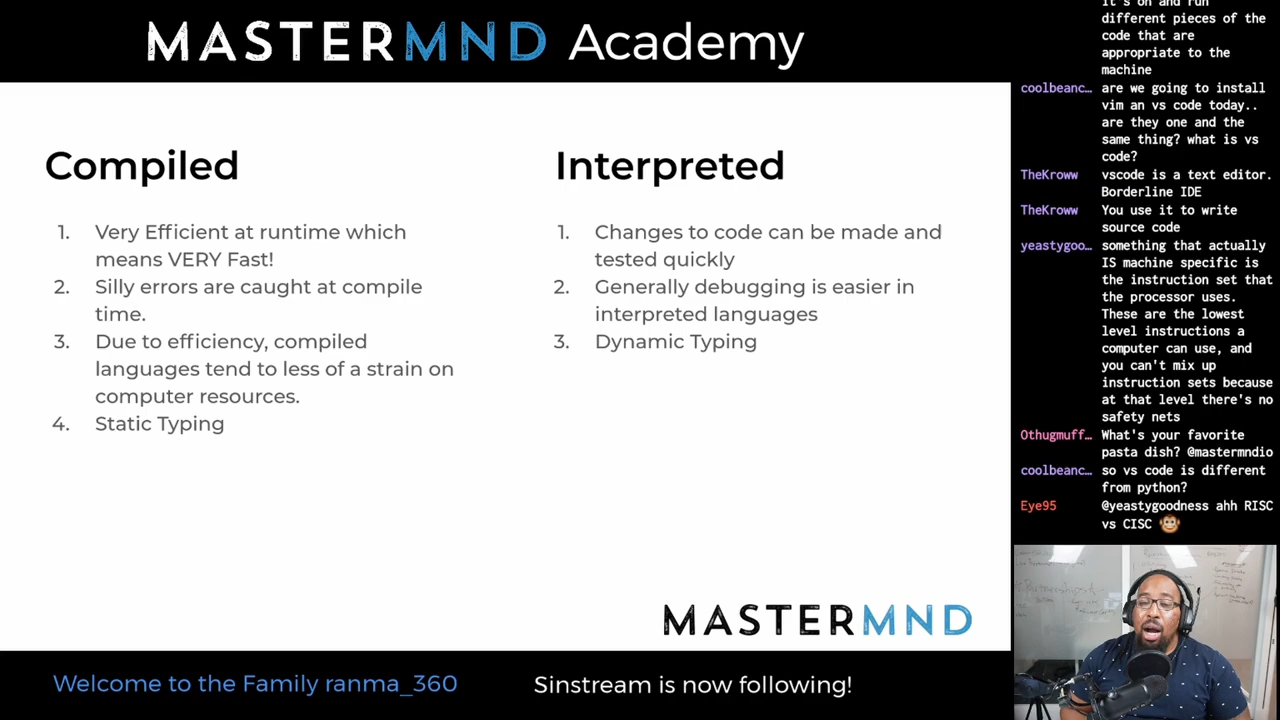 MASTERMND Academy
Compiled
1. Very Efficient at runtime which
means VERY Fast!
2. Silly errors are caught at compile
time.
3. Due to efficiency, compiled
languages tend to less of a strain on
computer resources.
4. Static Typing
Interpreted
1. Changes to code can be made and
tested quickly
2. Generally debugging is easier in
interpreted languages
3. Dynamic Typing
MASTERMND
Welcome to the Family ranma_360
Sinstream is now following!
it's on and run
different pieces of the
code that are
appropriate to the
machine
coolbeanc… are we going to install
vim an vs code today..
are they one and the
same thing? what is vs
code?
TheKroww vscode is a text editor.
Borderline IDE
TheKroww You use it to write
source code
yeastygoo… something that actually
IS machine specific is
the instruction set that
the processor uses.
These are the lowest
level instructions a
computer can use, and
you can't mix up
instruction sets because
at that level there's no
safety nets
Othugmuff… What's your favorite
pasta dish? @mastermndio
coolbeanc… so vs code is different
from python?
Eye95 @yeastygoodness ahh RISC
vs CISC